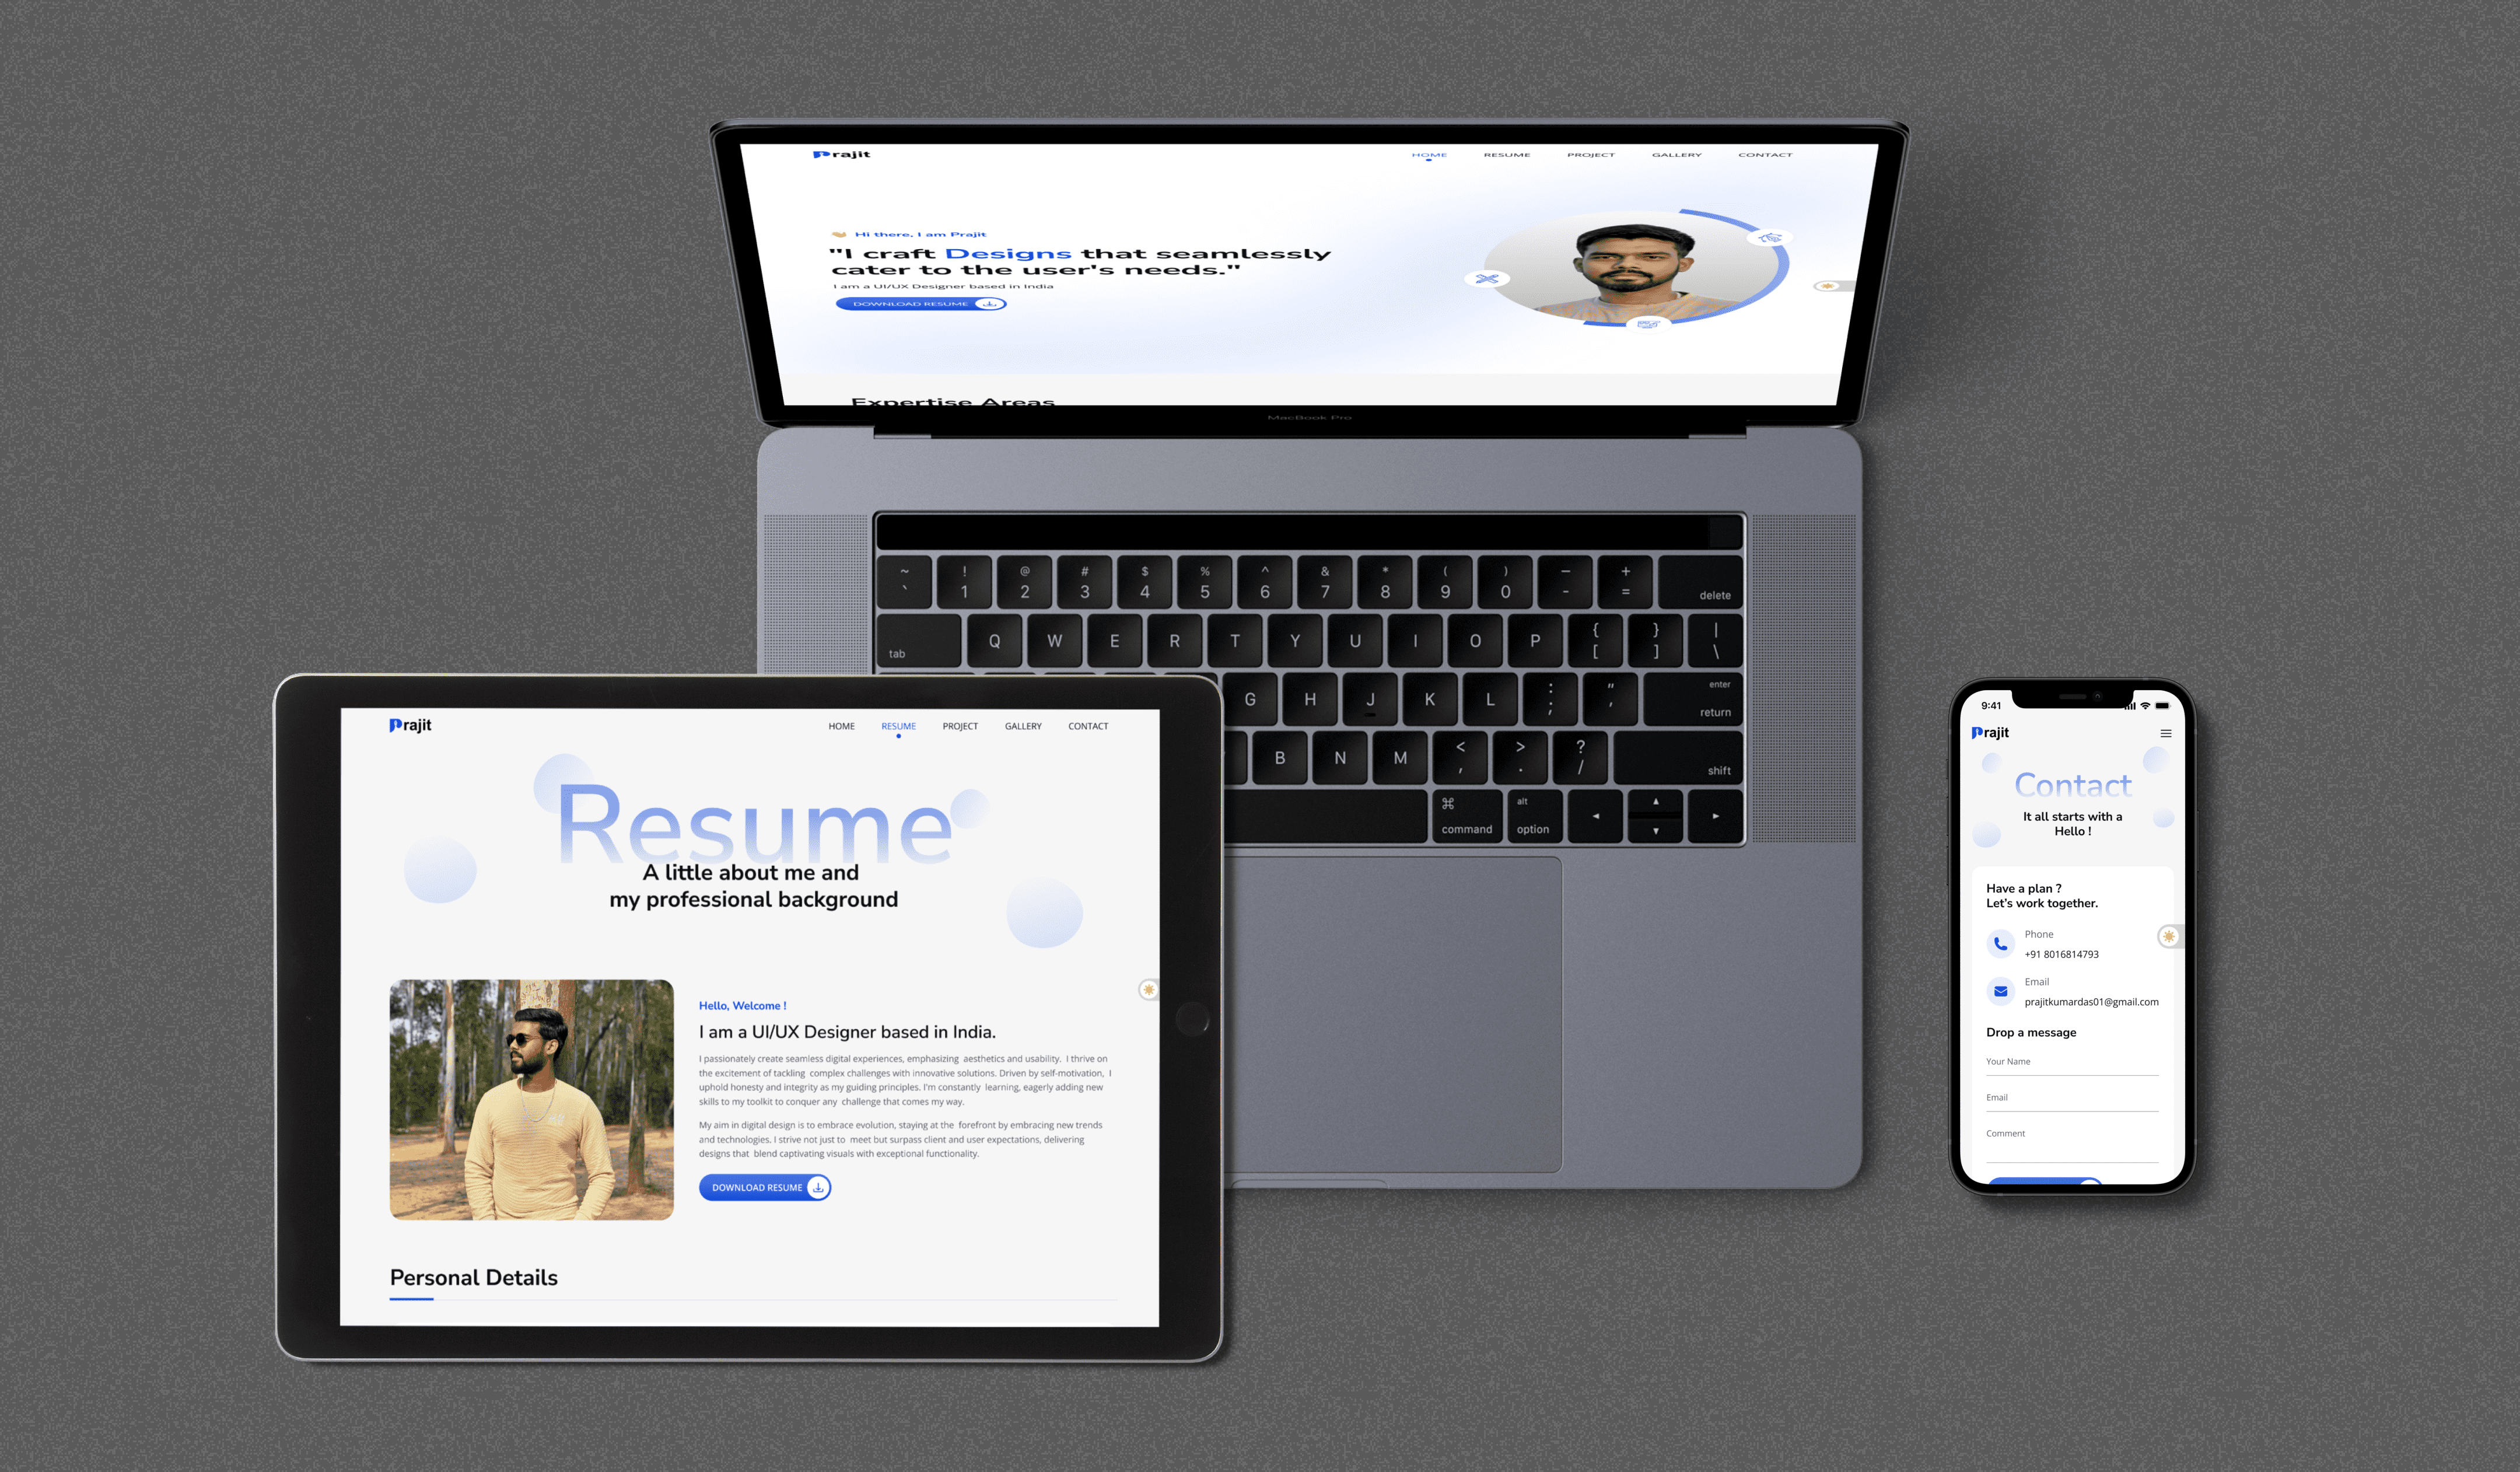 Prajit
HOME RESUME PROJECT GALLERY CONTACT
Hi there, I am Prajit
"I craft Designs that seamlessly
cater to the user's needs."
I am a UI/UX Designer based in India
DOWNLOAD RESUME
Expertise Areas
MacBook Pro
~ ! @ # $ % ^ & * ( ) — +
` 1 2 3 4 5 6 7 8 9 0 - = delete
tab Q W E R T Y U I O P { [ } ] | \
G H J K L : ; " ' enter return
B N M < , > . ? / shift
⌘ command alt option ◀ ▲ ▼ ▶
Prajit
HOME RESUME PROJECT GALLERY CONTACT
Resume
A little about me and
my professional background
Hello, Welcome !
I am a UI/UX Designer based in India.
I passionately create seamless digital experiences, emphasizing aesthetics and usability. I thrive on
the excitement of tackling complex challenges with innovative solutions. Driven by self-motivation, I
uphold honesty and integrity as my guiding principles. I'm constantly learning, eagerly adding new
skills to my toolkit to conquer any challenge that comes my way.
My aim in digital design is to embrace evolution, staying at the forefront by embracing new trends
and technologies. I strive not just to meet but surpass client and user expectations, delivering
designs that blend captivating visuals with exceptional functionality.
DOWNLOAD RESUME
Personal Details
9:41
Prajit
Contact
It all starts with a
Hello !
Have a plan ?
Let's work together.
Phone
+91 8016814793
Email
prajitkumardas01@gmail.com
Drop a message
Your Name
Email
Comment